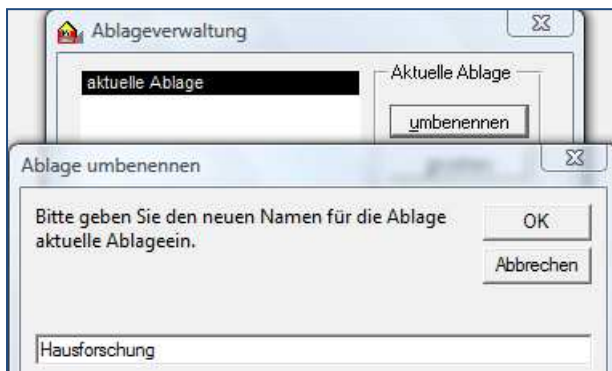 Ablageverwaltung
aktuelle Ablage
Aktuelle Ablage
umbenennen
Ablage umbenennen
Bitte geben Sie den neuen Namen für die Ablage
aktuelle Ablageein.
OK
Abbrechen
Hausforschung